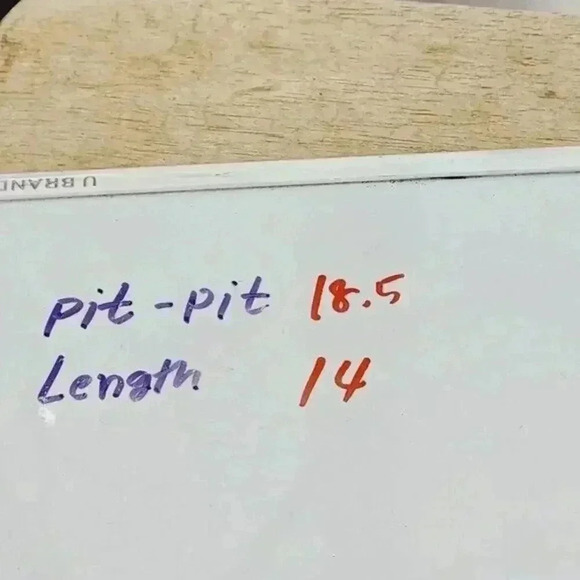 U BRAND
pit-pit 18.5
Length 14